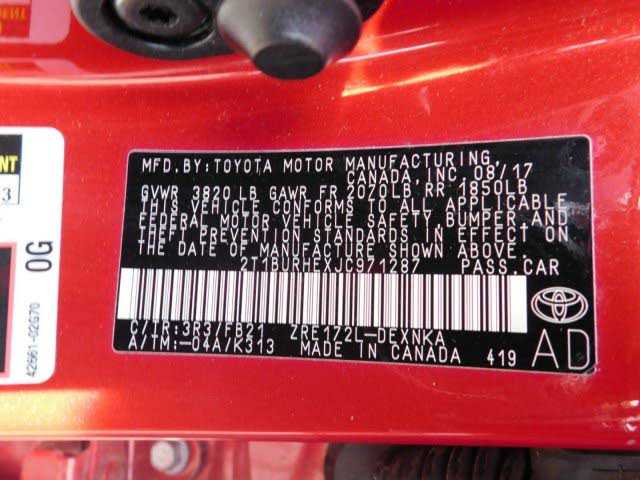 MFD.BY:TOYOTA MOTOR MANUFACTURING,
CANADA,INC. 08/17
GVWR 3820 LB GAWR FR 2070LB RR 1850LB
THIS VEHICLE CONFORMS TO ALL APPLICABLE
FEDERAL MOTOR VEHICLE SAFETY BUMPER AND
THEFT PREVENTION STANDARDS IN EFFECT ON
THE DATE OF MANUFACTURE SHOWN ABOVE.
2T1BURHEXJC971287 PASS.CAR
C/TR:3R3/FB21 ZRE172L-DEXNKA
A/TM:-04A/K313 MADE IN CANADA 419
AD
0G
42661-02G70
3